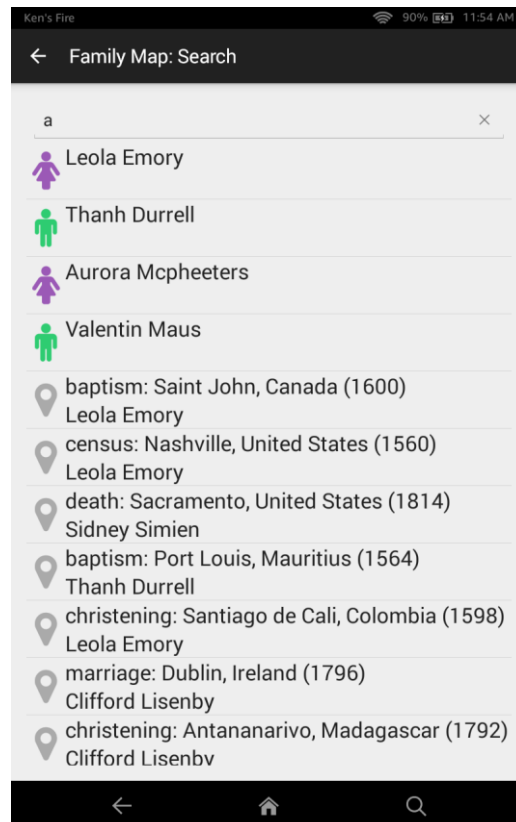 Ken's Fire 90% 11:54 AM
Family Map: Search
a
Leola Emory
Thanh Durrell
Aurora Mcpheeters
Valentin Maus
baptism: Saint John, Canada (1600)
Leola Emory
census: Nashville, United States (1560)
Leola Emory
death: Sacramento, United States (1814)
Sidney Simien
baptism: Port Louis, Mauritius (1564)
Thanh Durrell
christening: Santiago de Cali, Colombia (1598)
Leola Emory
marriage: Dublin, Ireland (1796)
Clifford Lisenby
christening: Antananarivo, Madagascar (1792)
Clifford Lisenby